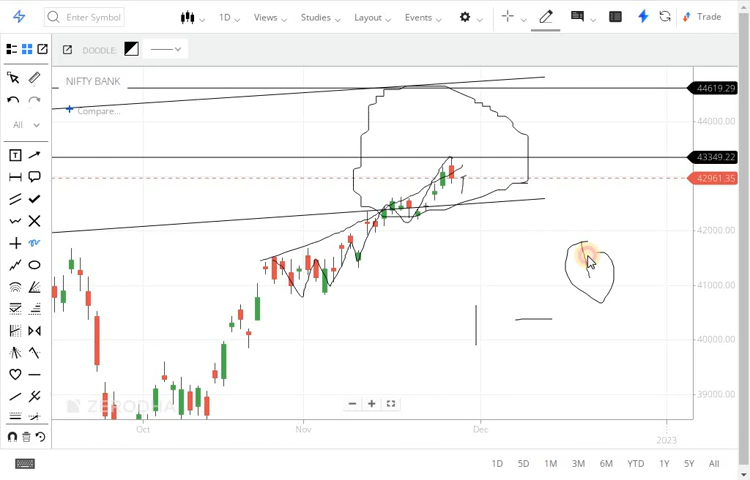 Enter Symbol
1D
Views
Studies
Layout
Events
Trade
DOODLE:
NIFTY BANK
Compare...
All
44619.29
44000.00
43349.22
42961.35
42000.00
41000.00
40000.00
39000.00
ZERODHA
Oct
Nov
Dec
2023
1D
5D
1M
3M
6M
YTD
1Y
5Y
All